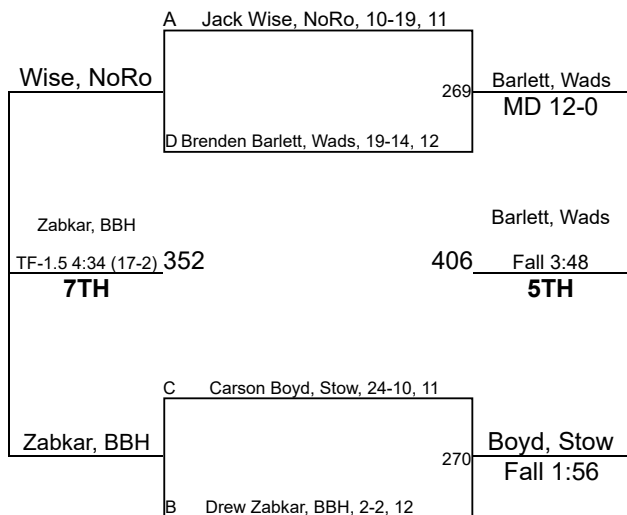 A Jack Wise, NoRo, 10-19, 11
Wise, NoRo
269
Barlett, Wads
MD 12-0
D Brenden Barlett, Wads, 19-14, 12
Zabkar, BBH
TF-1.5 4:34 (17-2) 352
7TH
Barlett, Wads
406 Fall 3:48
5TH
C Carson Boyd, Stow, 24-10, 11
Zabkar, BBH
270
Boyd, Stow
Fall 1:56
B Drew Zabkar, BBH, 2-2, 12